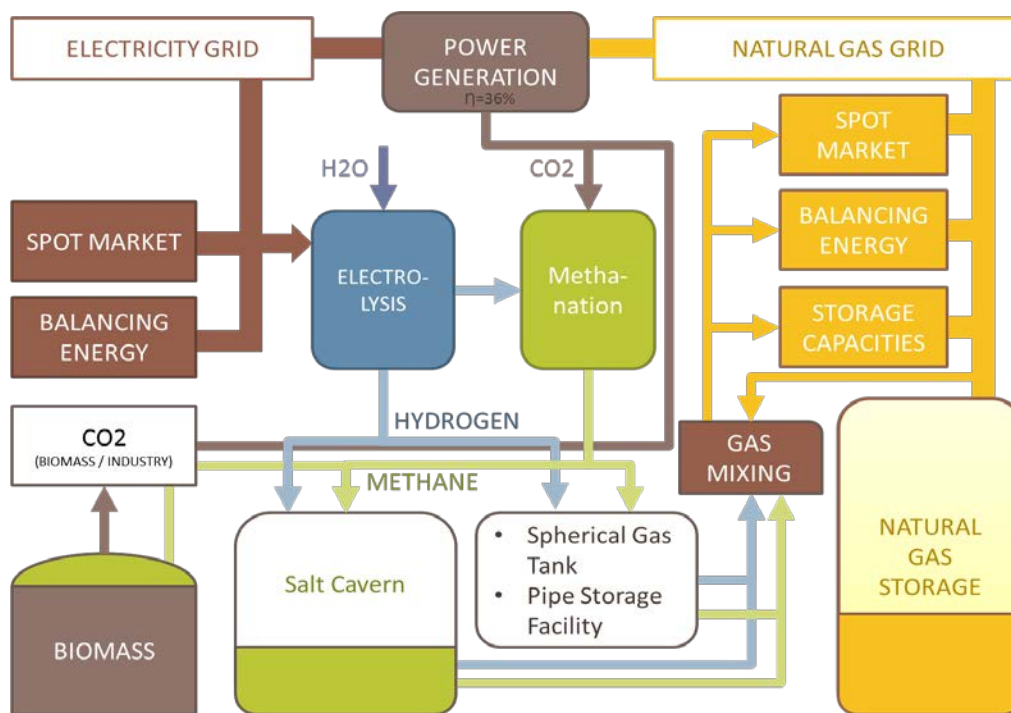 ELECTRICITY GRID
POWER
GENERATION
η=36%
NATURAL GAS GRID
SPOT
MARKET
H2O
CO2
SPOT MARKET
BALANCING
ENERGY
ELECTRO-
LYSIS
Metha-
nation
BALANCING
ENERGY
STORAGE
CAPACITIES
CO2
(BIOMASS / INDUSTRY)
HYDROGEN
METHANE
GAS
MIXING
BIOMASS
Salt Cavern
• Spherical Gas
Tank
• Pipe Storage
Facility
NATURAL
GAS
STORAGE